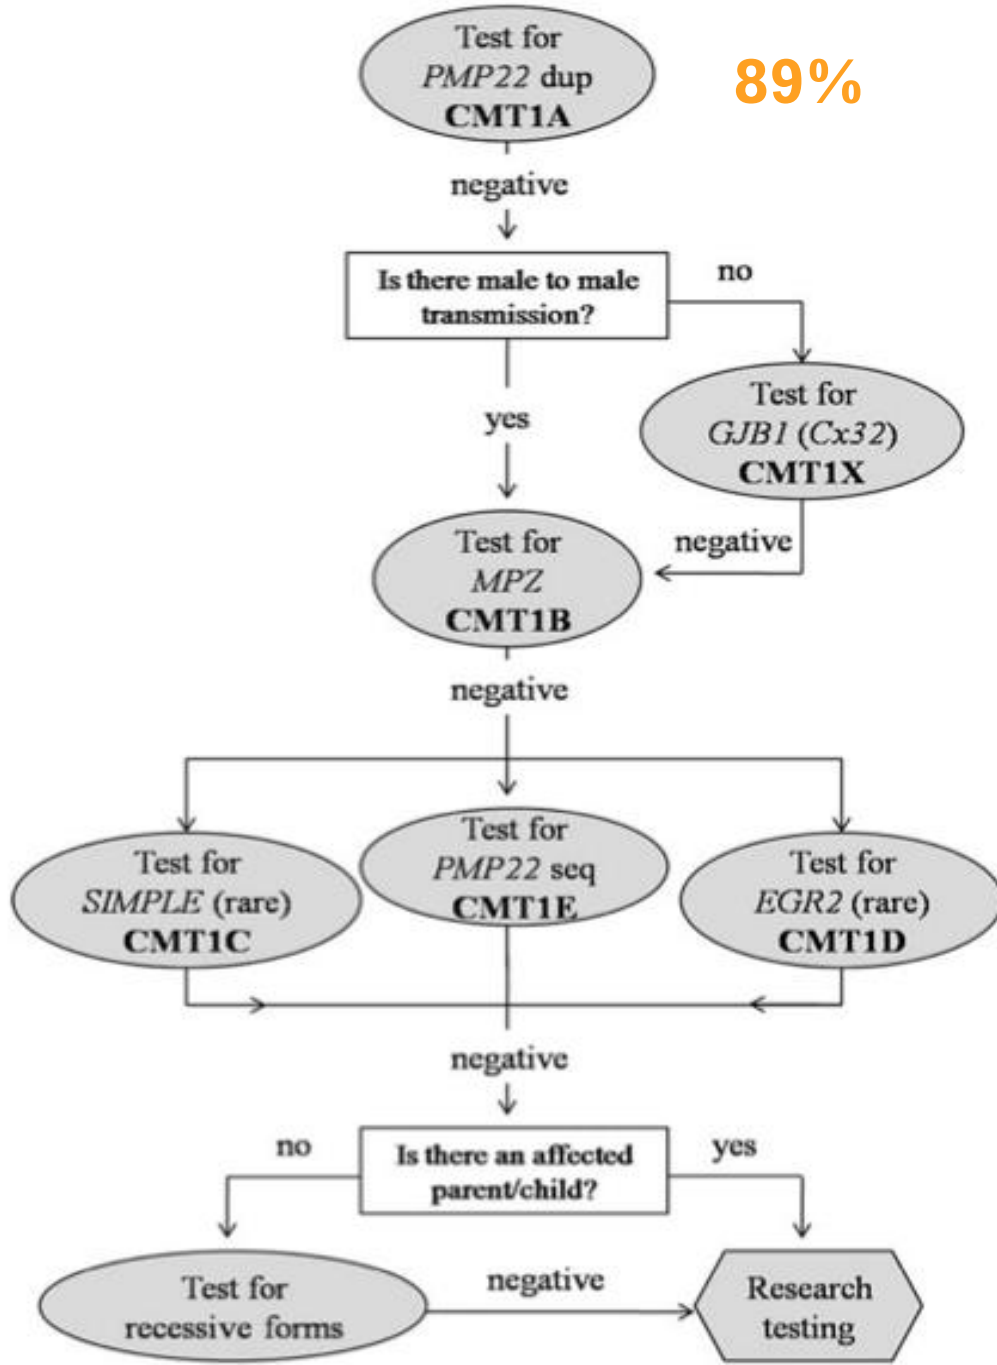 Test for
PMP22 dup
CMT1A
89%
negative
Is there male to male
transmission?
no
yes
Test for
GJB1 (Cx32)
CMT1X
negative
Test for
MPZ
CMT1B
negative
Test for
SIMPLE (rare)
CMT1C
Test for
PMP22 seq
CMT1E
Test for
EGR2 (rare)
CMT1D
negative
Is there an affected
parent/child?
no
yes
Test for
recessive forms
negative
Research
testing